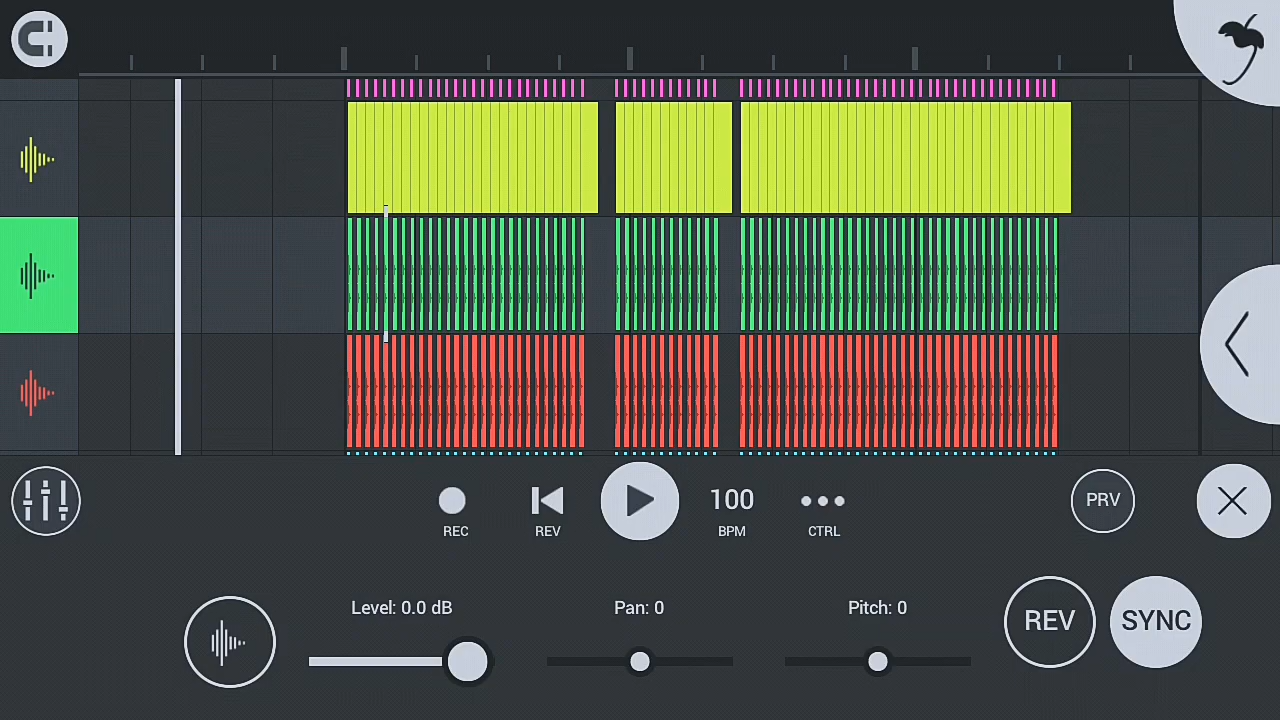 100
PRV
REC
REV
BPM
CTRL
Level: 0.0 dB
Pan: 0
Pitch: 0
REV
SYNC